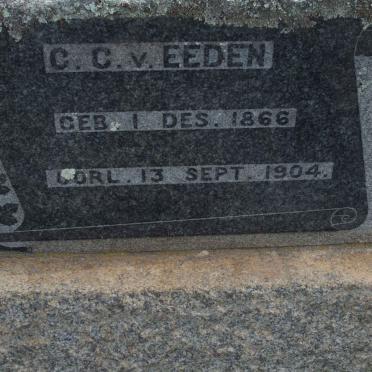 C. C. v. EEDEN
GEB. 1 DES. 1866
OORL. 13 SEPT. 1904.